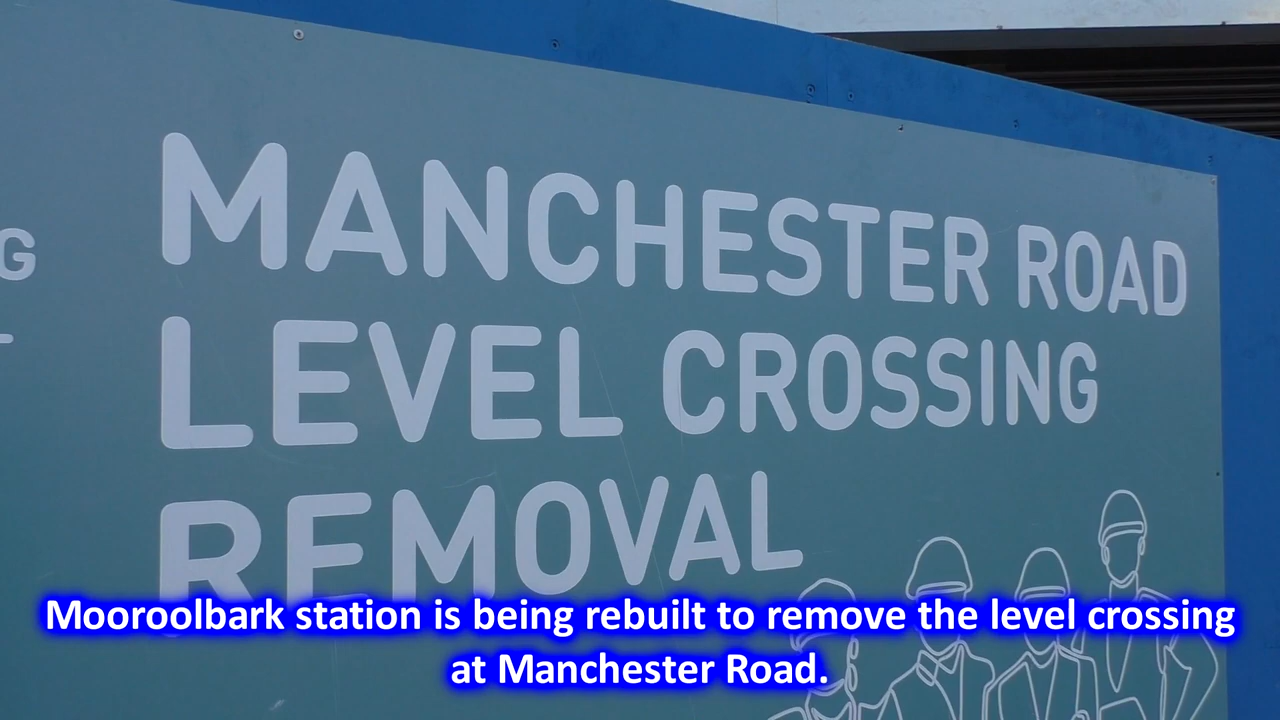 MANCHESTER ROAD
LEVEL CROSSING
REMOVAL
Mooroolbark station is being rebuilt to remove the level crossing
at Manchester Road.